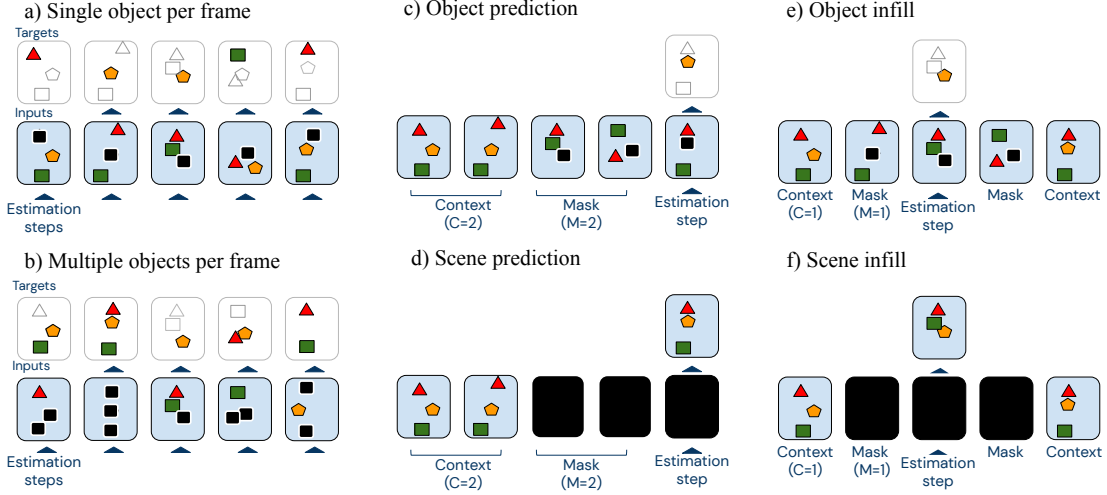 a) Single object per frame
Targets
Inputs
Estimation
steps
b) Multiple objects per frame
Targets
Inputs
Estimation
steps
c) Object prediction
Context
(C=2)
Mask
(M=2)
Estimation
step
d) Scene prediction
Context
(C=2)
Mask
(M=2)
Estimation
step
e) Object infill
Context
(C=1)
Mask
(M=1)
Estimation
step
Mask
Context
f) Scene infill
Context
(C=1)
Mask
(M=1)
Estimation
step
Mask
Context